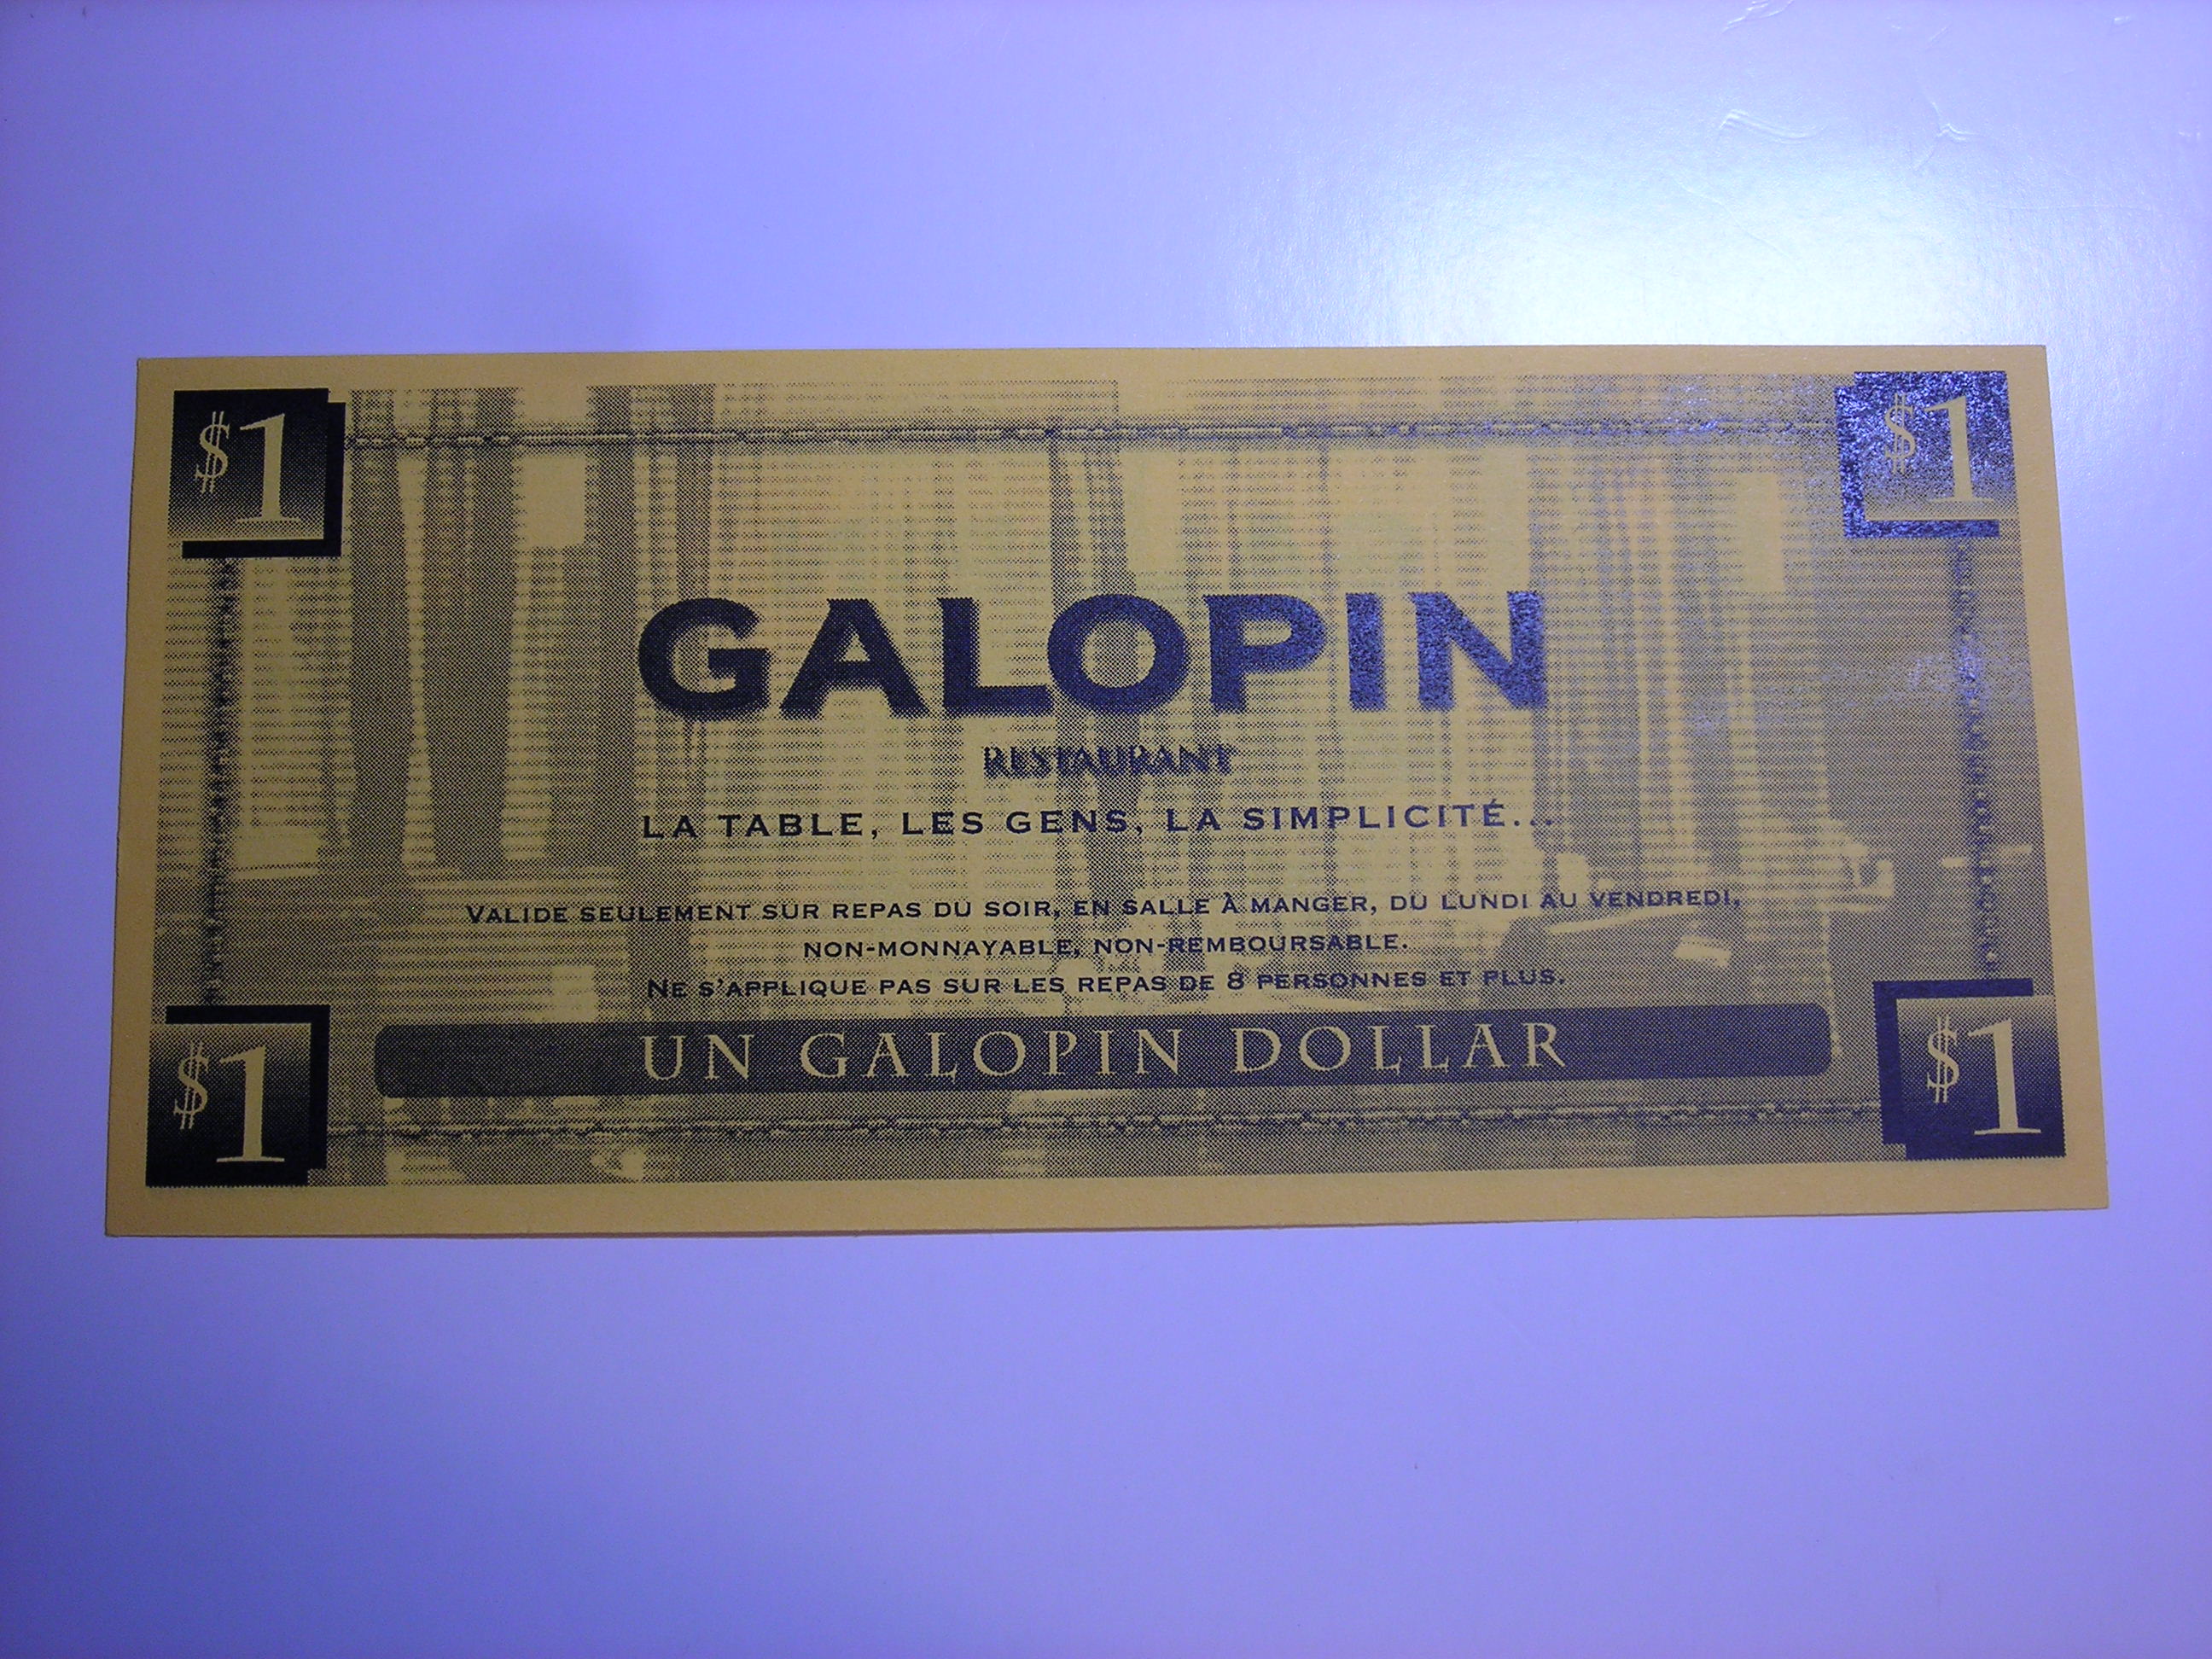 $1 $1
GALOPIN
RESTAURANT
LA TABLE, LES GENS, LA SIMPLICITÉ...
VALIDE SEULEMENT SUR REPAS DU SOIR, EN SALLE À MANGER, DU LUNDI AU VENDREDI,
NON-MONNAYABLE, NON-REMBOURSABLE.
NE S'APPLIQUE PAS SUR LES REPAS DE 8 PERSONNES ET PLUS.
UN GALOPIN DOLLAR
$1 $1